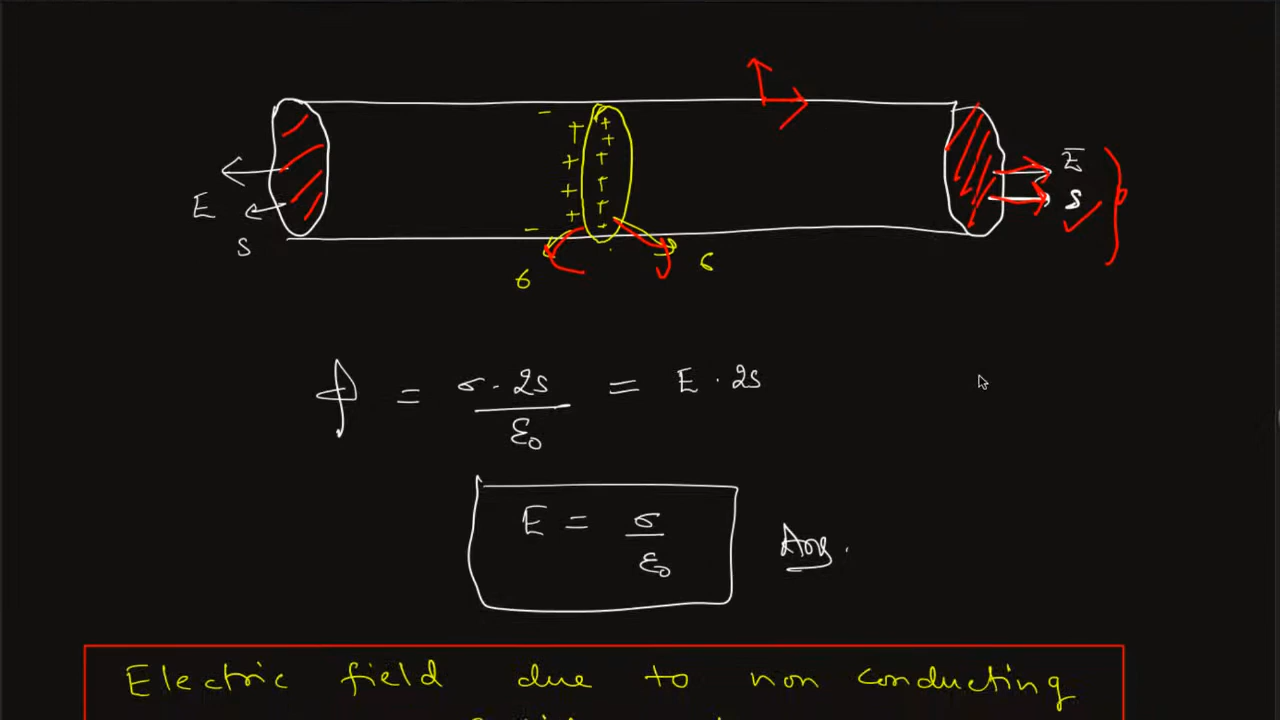 E
S
- + + + + -
+ + + + + +
σ
σ
E̅
S
ϕ = σ · 2s / ε₀ = E · 2s
E = σ / ε₀
Ans.
Electric field due to non conducting